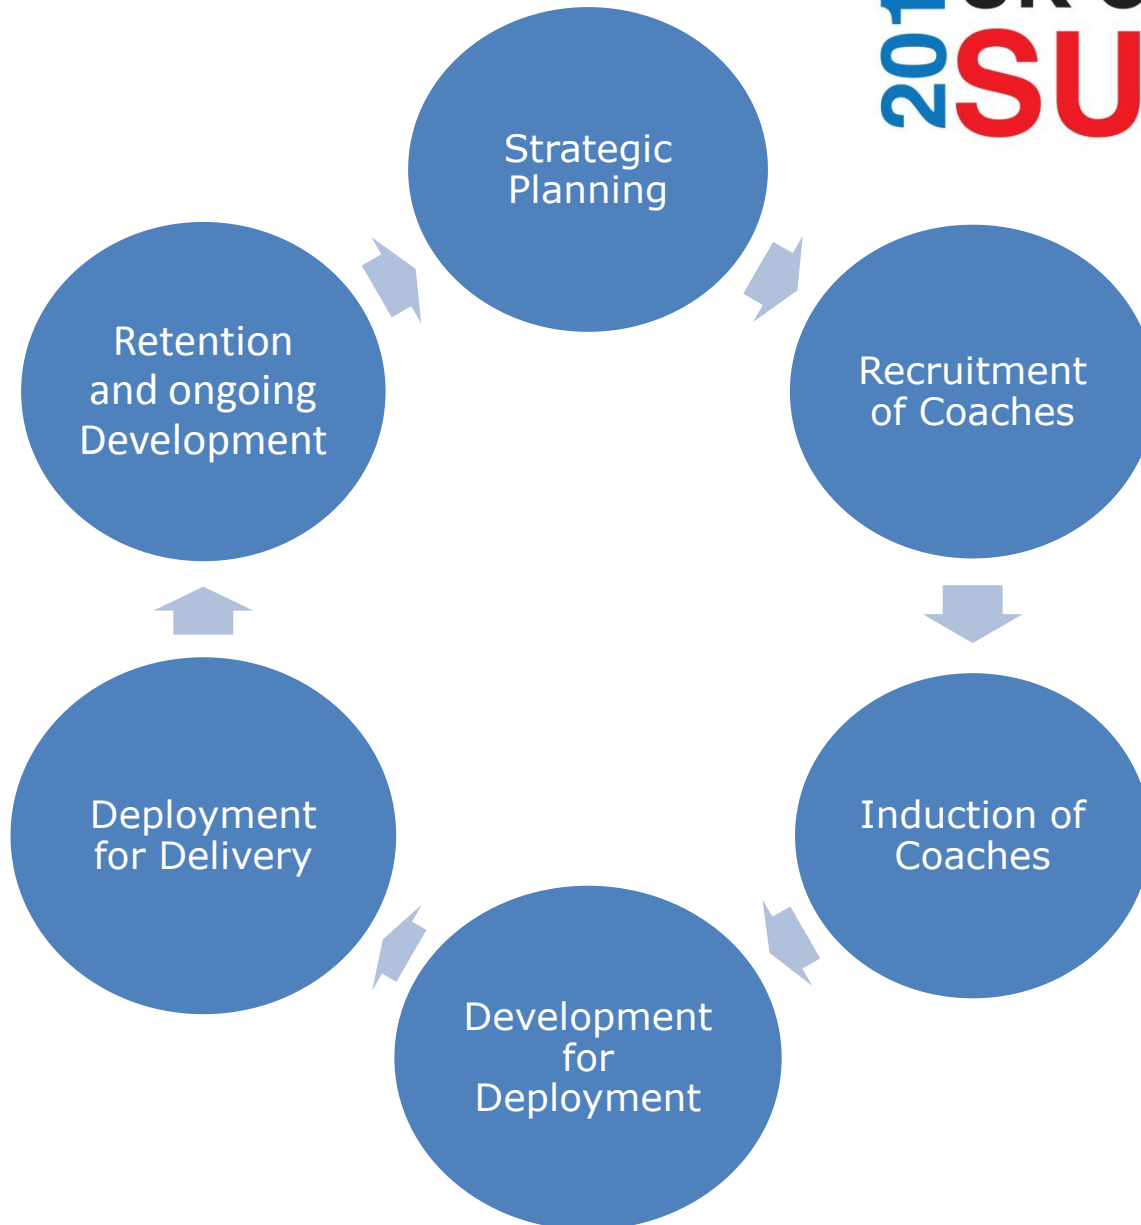 201
SU
Strategic
Planning
Recruitment
of Coaches
Induction of
Coaches
Development
for
Deployment
Deployment
for Delivery
Retention
and ongoing
Development